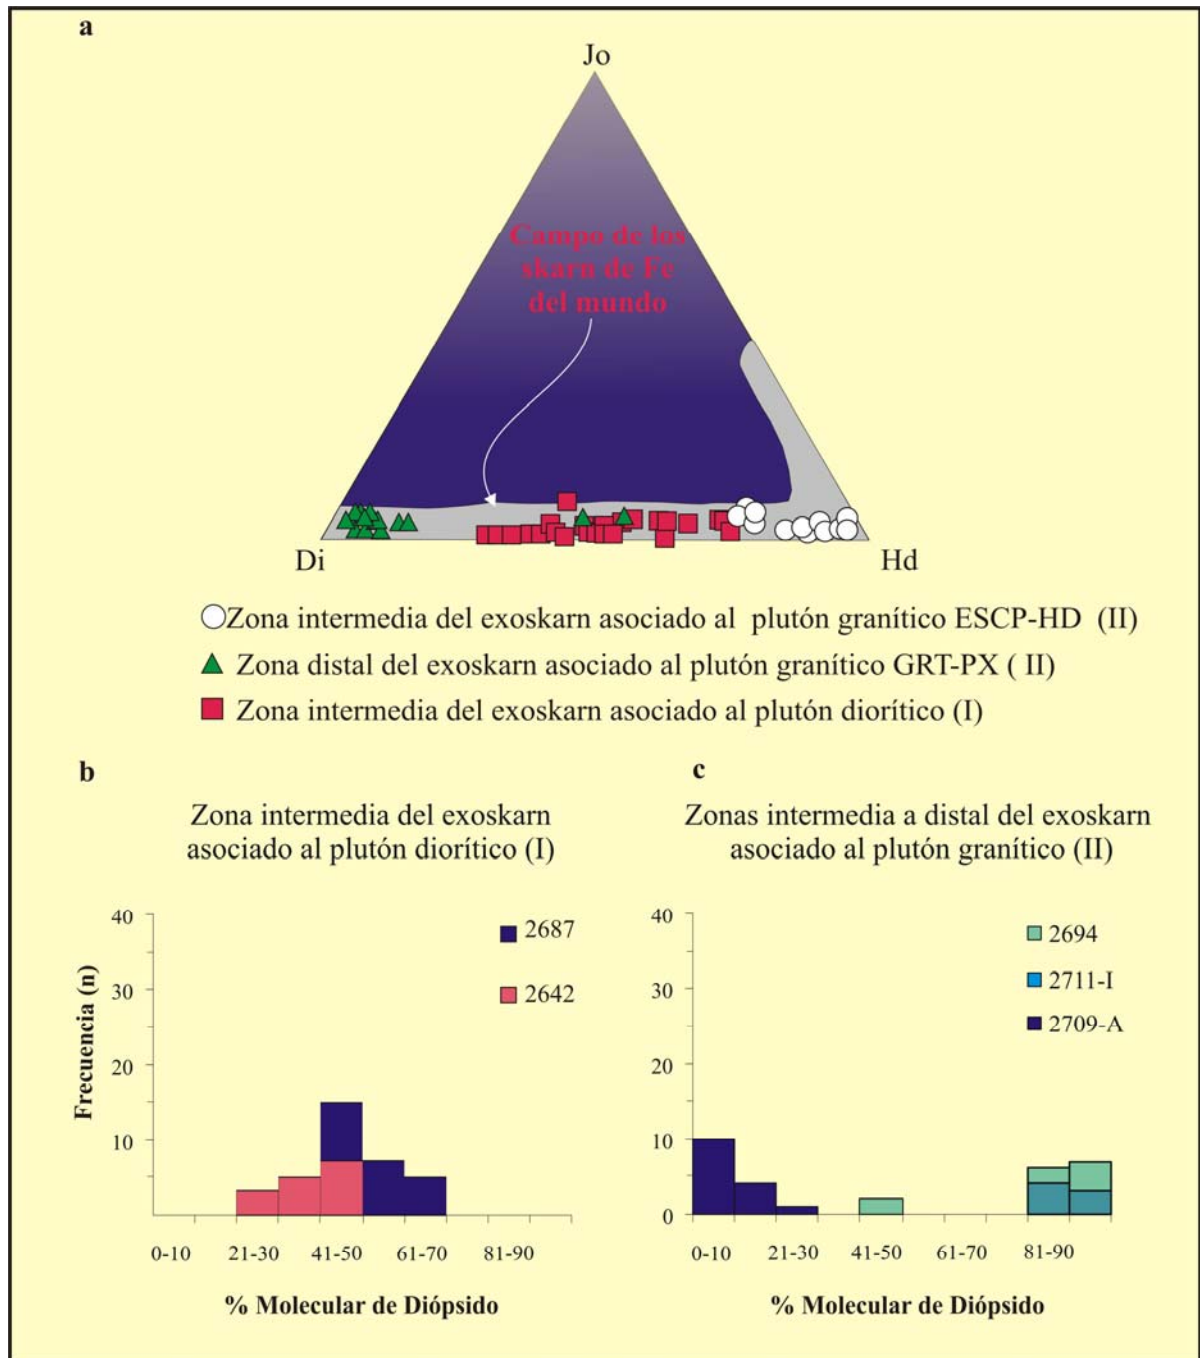 a
Jo
Campo de los
skarn de Fe
del mundo
Di
Hd
Zona intermedia del exoskarn asociado al plutón granítico ESCP-HD (II)
Zona distal del exoskarn asociado al plutón granítico GRT-PX ( II)
Zona intermedia del exoskarn asociado al plutón diorítico (I)
b
Zona intermedia del exoskarn
asociado al plutón diorítico (I)
40
30
20
10
Frecuencia (n)
2687
2642
0-10 21-30 41-50 61-70 81-90
% Molecular de Diópsido
c
Zonas intermedia a distal del exoskarn
asociado al plutón granítico (II)
40
30
20
10
0
2694
2711-I
2709-A
0-10 21-30 41-50 61-70 81-90
% Molecular de Diópsido